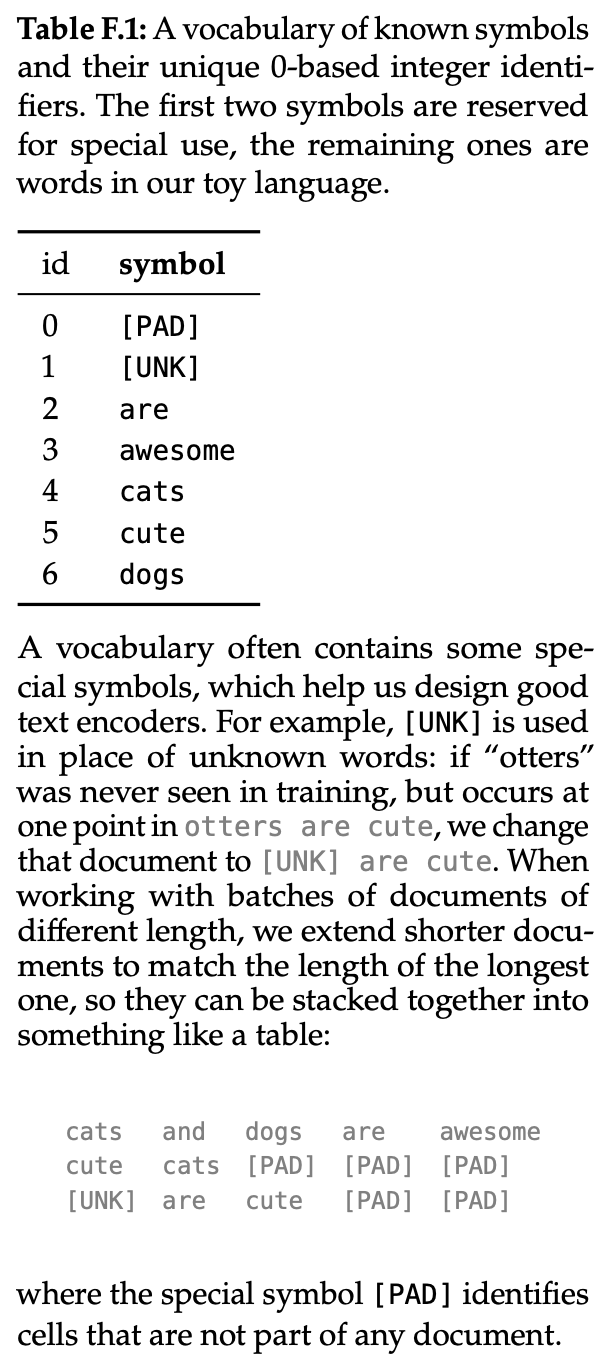 Table F.1: A vocabulary of known symbols
and their unique 0-based integer identi-
fiers. The first two symbols are reserved
for special use, the remaining ones are
words in our toy language.
id symbol
0 [PAD]
1 [UNK]
2 are
3 awesome
4 cats
5 cute
6 dogs
A vocabulary often contains some spe-
cial symbols, which help us design good
text encoders. For example, [UNK] is used
in place of unknown words: if “otters”
was never seen in training, but occurs at
one point in otters are cute, we change
that document to [UNK] are cute. When
working with batches of documents of
different length, we extend shorter docu-
ments to match the length of the longest
one, so they can be stacked together into
something like a table:
cats and dogs are awesome
cute cats [PAD] [PAD] [PAD]
[UNK] are cute [PAD] [PAD]
where the special symbol [PAD] identifies
cells that are not part of any document.